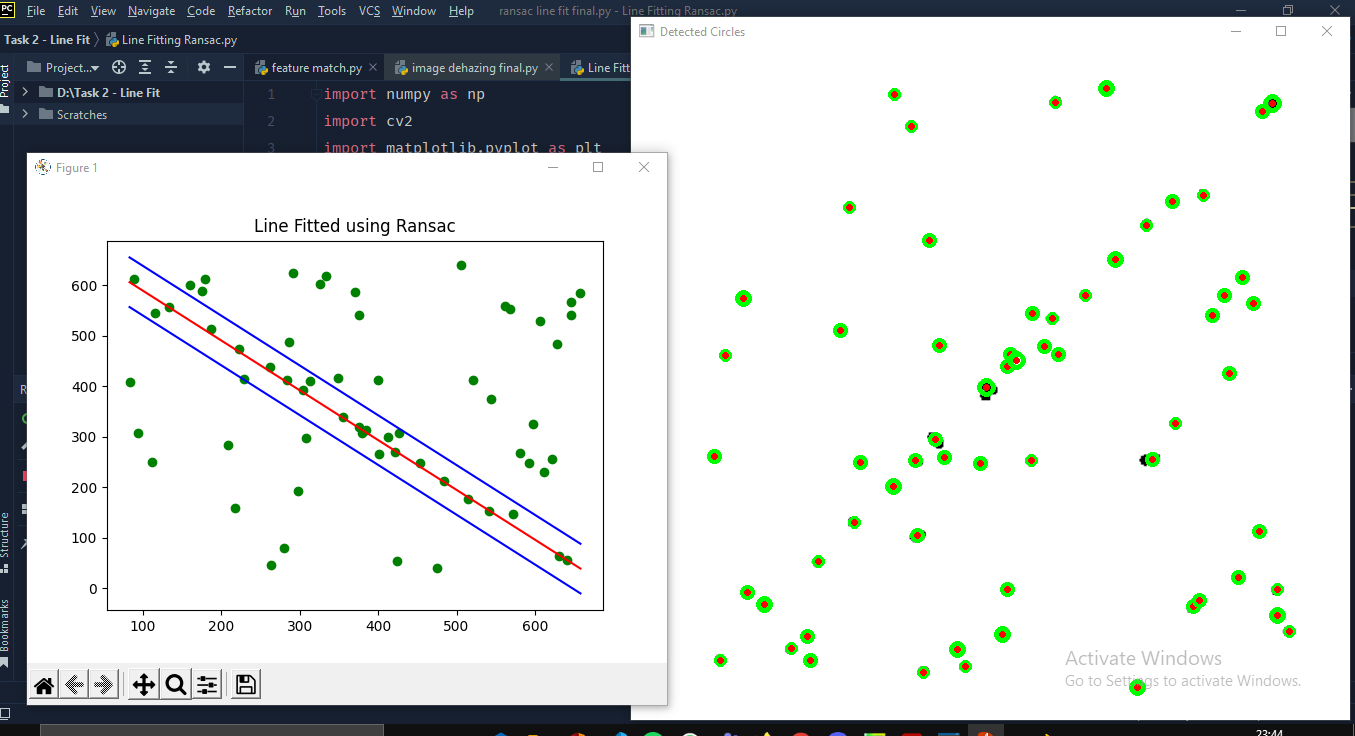 PC File Edit View Navigate Code Refactor Run Tools VCS Window Help ransac line fit final.py - Line Fitting Ransac.py
Task 2 - Line Fit Line Fitting Ransac.py
Detected Circles
Project
Project... feature match.py image dehazing final.py Line Fitt
D:\Task 2 - Line Fit
Scratches
1 import numpy as np
2 import cv2
3 import matplotlib.pyplot as plt
Figure 1
Line Fitted using Ransac
600
500
400
300
200
100
0
100 200 300 400 500 600
R
Structure
Bookmarks
Activate Windows
Go to Settings to activate Windows.
23:44